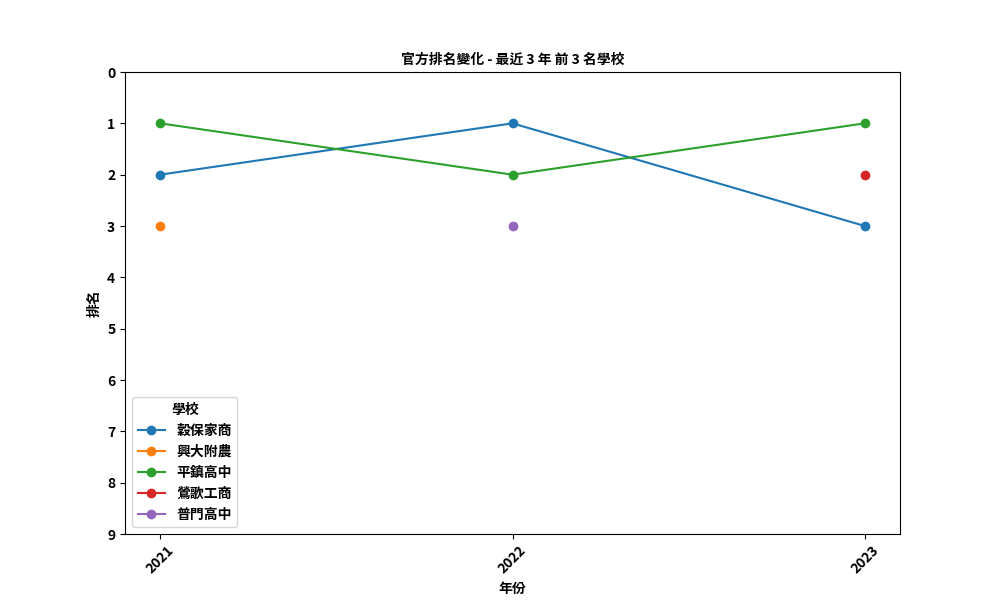 官方排名變化 - 最近 3 年 前 3 名學校
0
1
2
3
4
5
6
7
8
9
排名
學校
穀保家商
興大附農
平鎮高中
鶯歌工商
普門高中
2021
2022
2023
年份